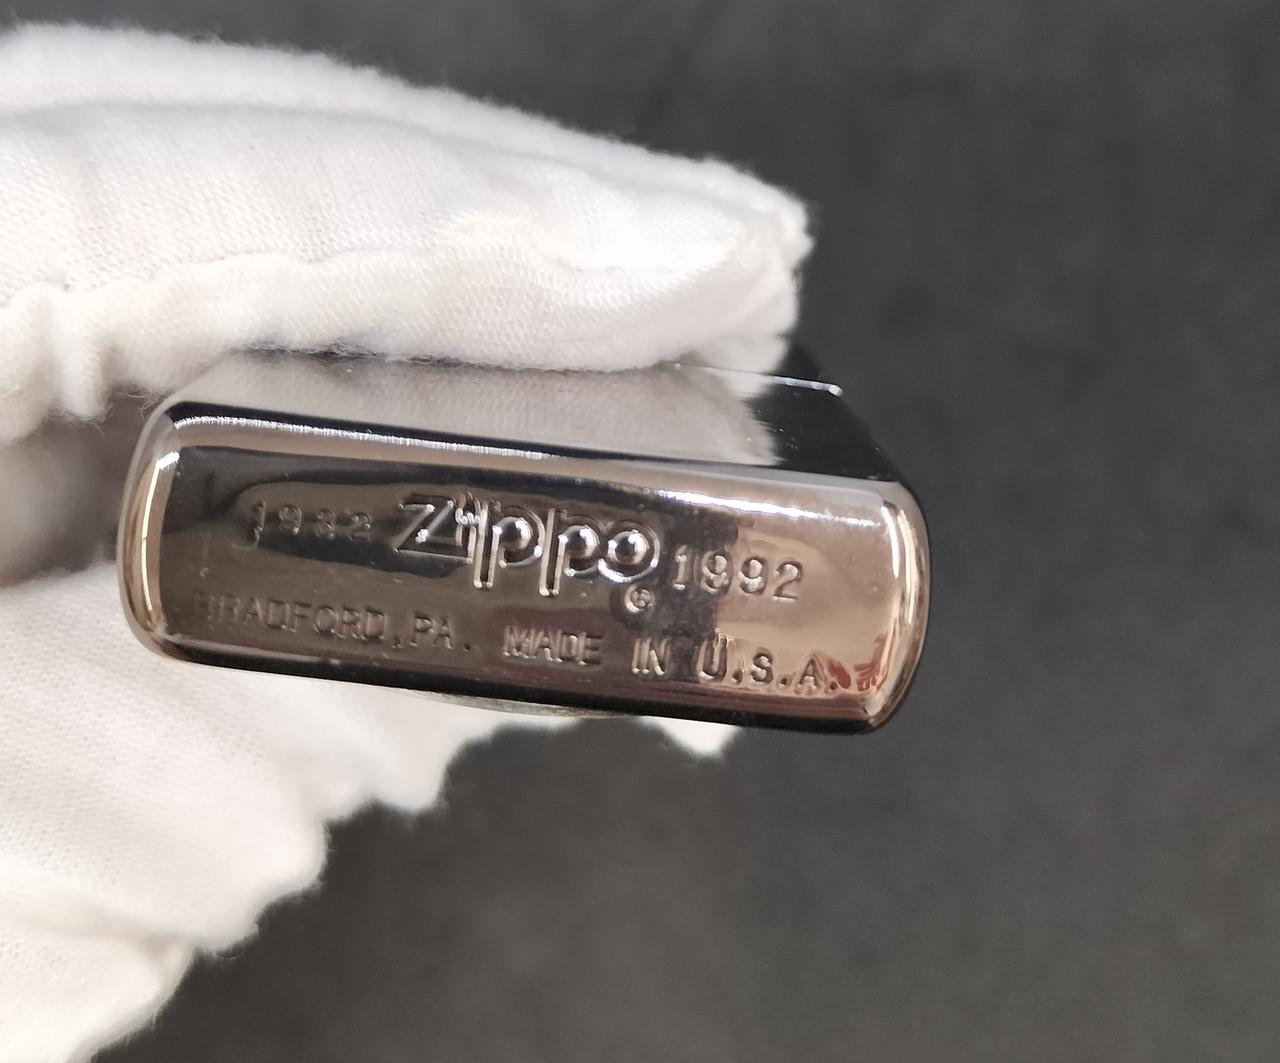 1932 Zippo® 1992
BRADFORD,PA. MADE IN U.S.A.